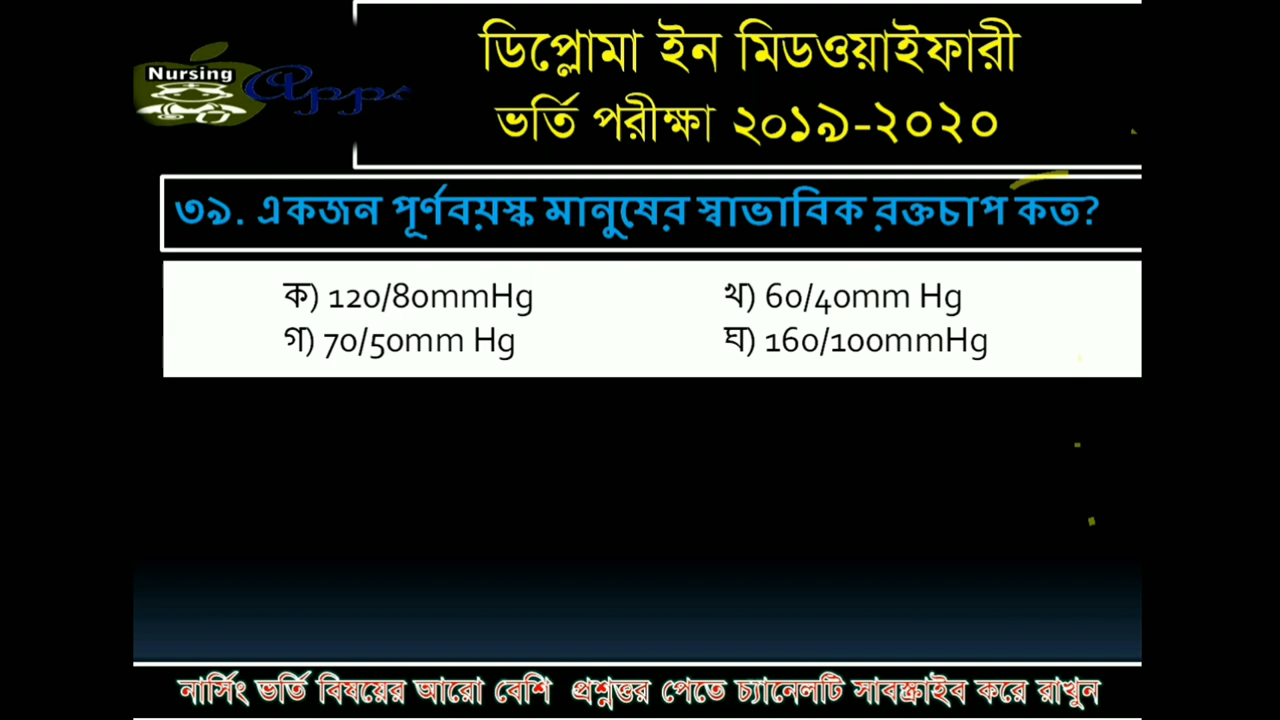 Nursing Apps
ডিপ্লোমা ইন মিডওয়াইফারী
ভর্তি পরীক্ষা ২০১৯-২০২০
৩৯. একজন পূর্ণবয়স্ক মানুষের স্বাভাবিক রক্তচাপ কত?
ক) 120/80mmHg খ) 60/40mm Hg
গ) 70/50mm Hg ঘ) 160/100mmHg
নার্সিং ভর্তি বিষয়ের আরো বেশি প্রশ্নত্তর পেতে চ্যানেলটি সাবস্ক্রাইব করে রাখুন